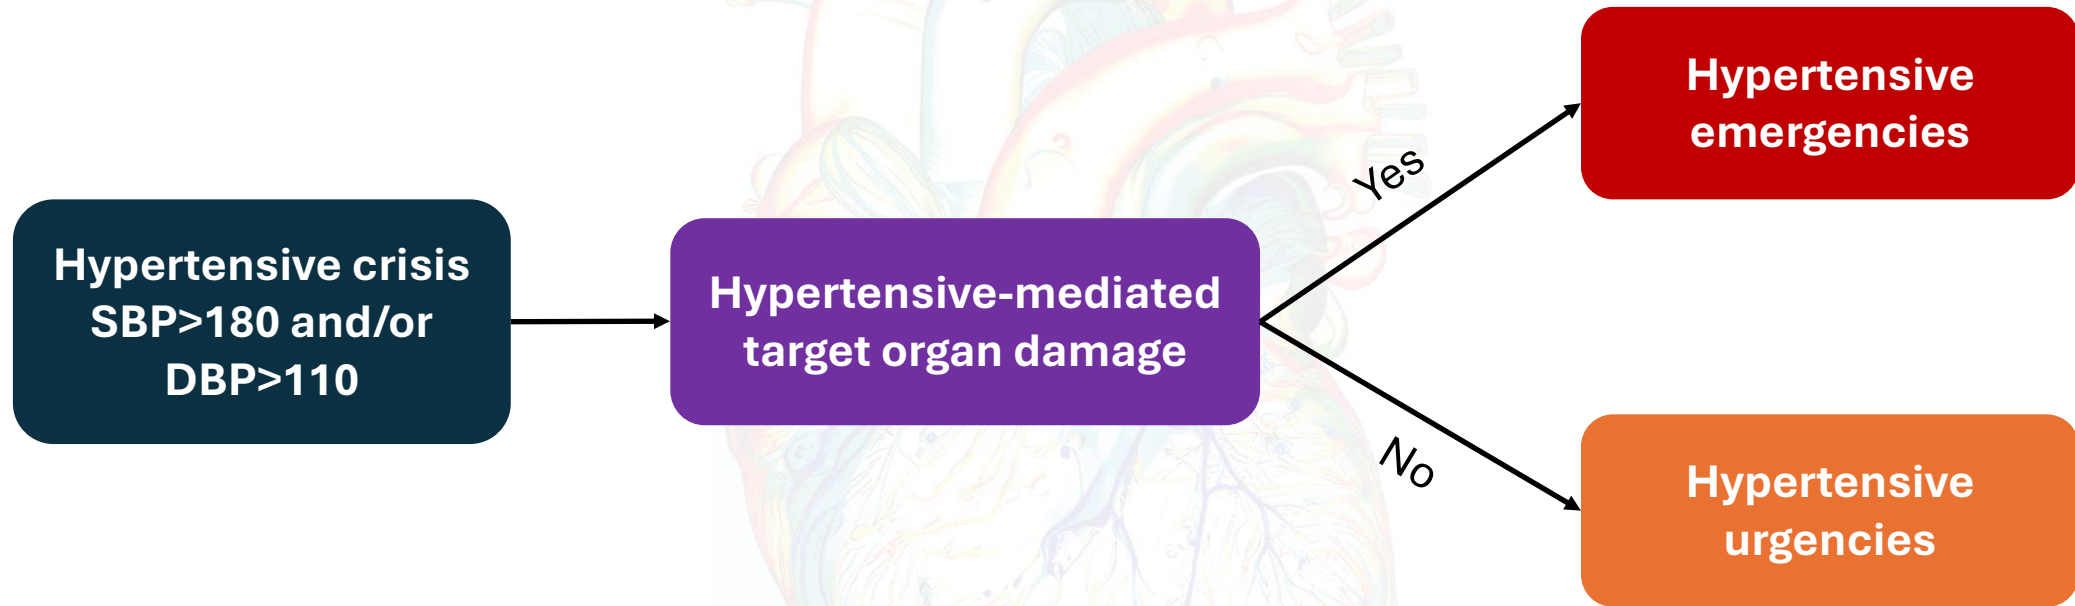 Hypertensive crisis
SBP>180 and/or
DBP>110
Hypertensive-mediated
target organ damage
Yes
No
Hypertensive
emergencies
Hypertensive
urgencies